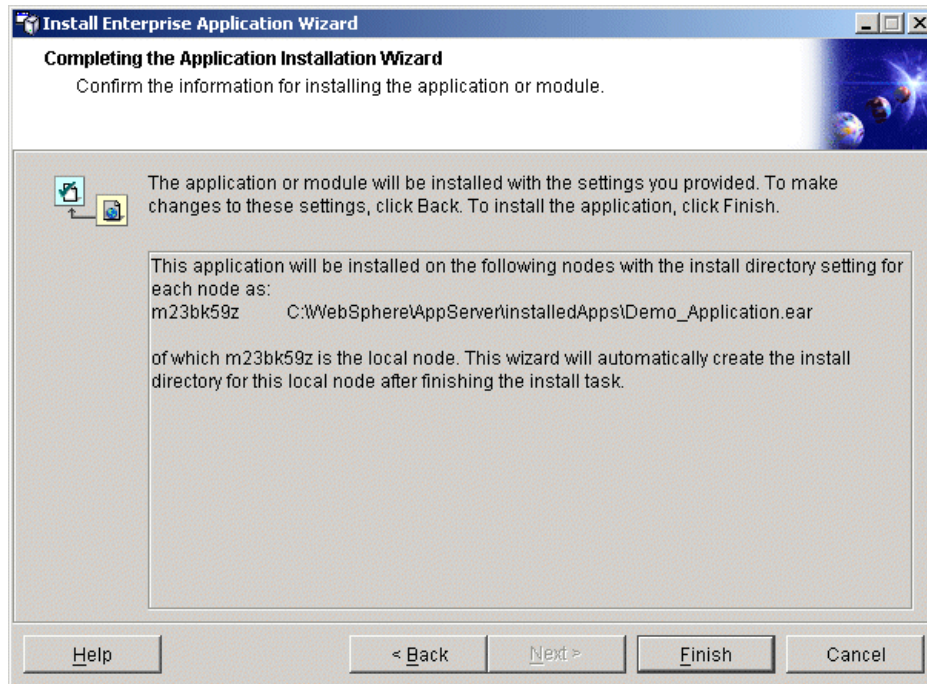 Install Enterprise Application Wizard
Completing the Application Installation Wizard
Confirm the information for installing the application or module.
The application or module will be installed with the settings you provided. To make
changes to these settings, click Back. To install the application, click Finish.
This application will be installed on the following nodes with the install directory setting for
each node as:
m23bk59z C:\WebSphere\AppServer\installedApps\Demo_Application.ear
of which m23bk59z is the local node. This wizard will automatically create the install
directory for this local node after finishing the install task.
Help < Back Next > Finish Cancel